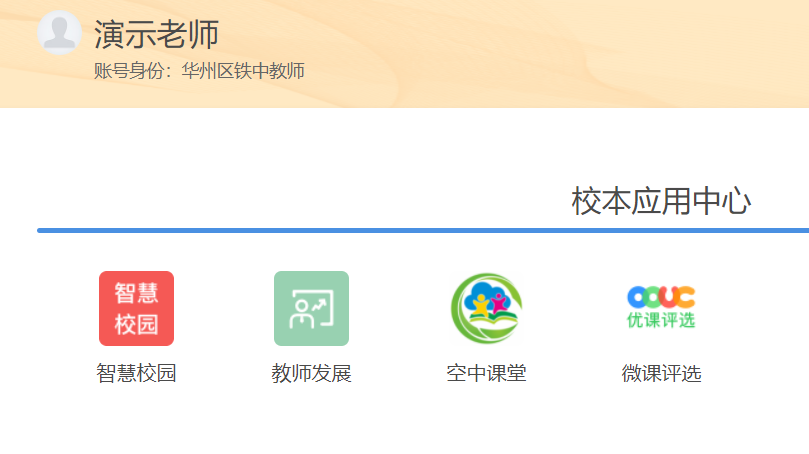 演示老师
账号身份：华州区铁中教师
校本应用中心
智慧
校园
优课评选
智慧校园
教师发展
空中课堂
微课评选